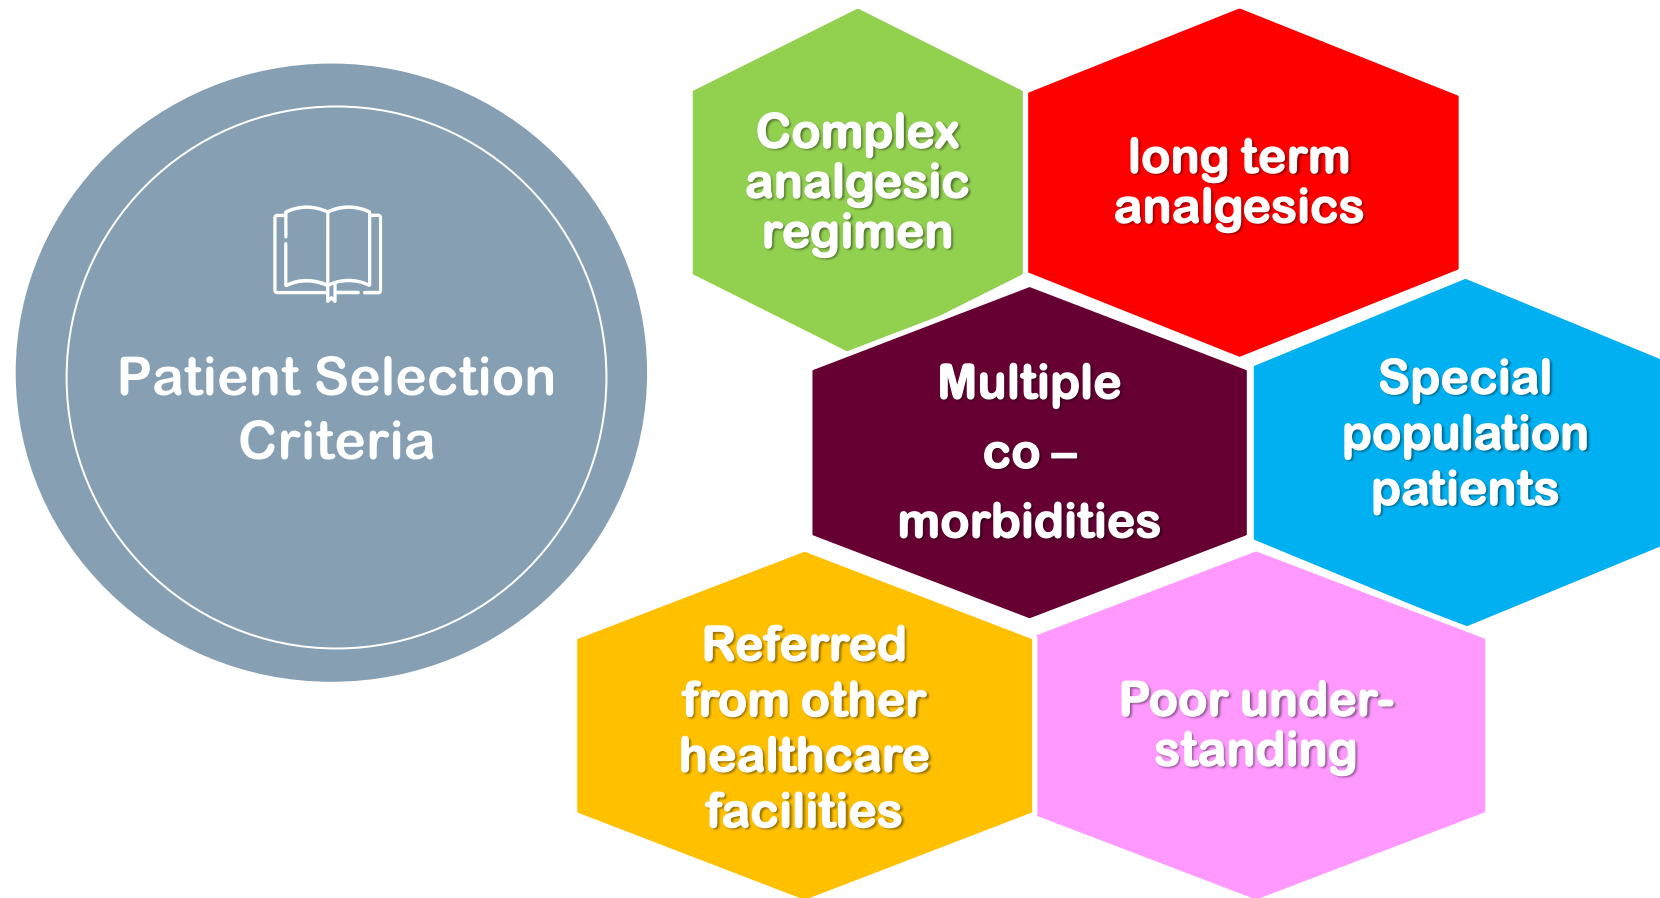 Patient Selection
Criteria
Complex
analgesic
regimen
long term
analgesics
Multiple
co –
morbidities
Special
population
patients
Referred
from other
healthcare
facilities
Poor under-
standing